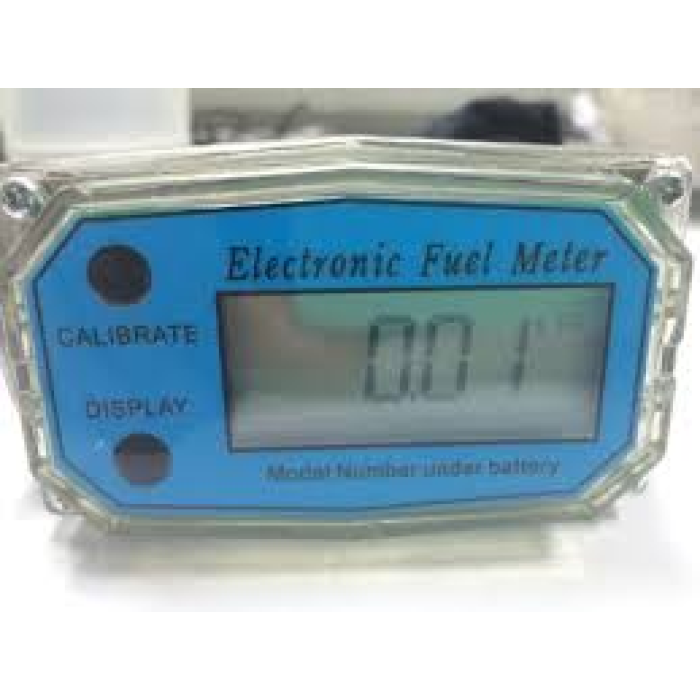 Electronic Fuel Meter
CALIBRATE
0.01
DISPLAY
Model Number under battery